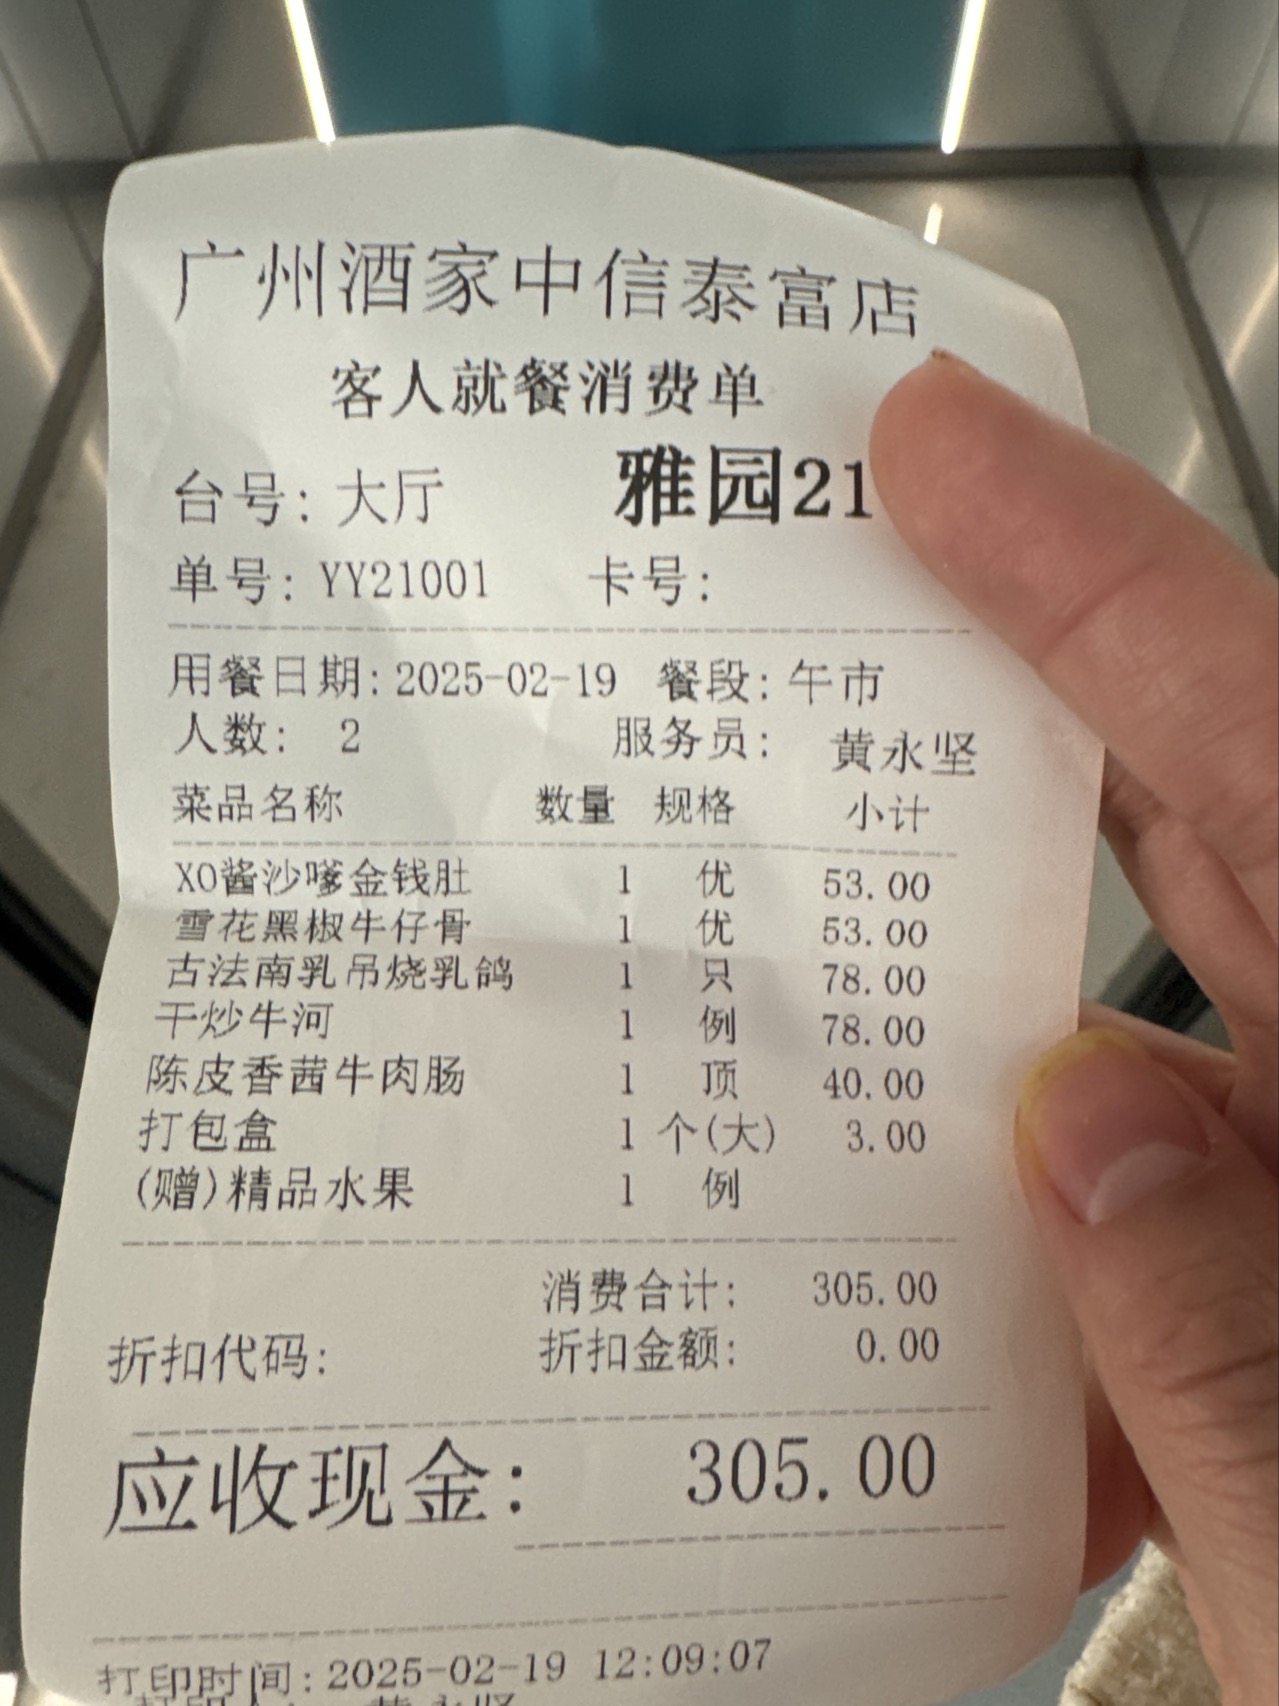 广州酒家中信泰富店
客人就餐消费单
台号: 大厅 雅园21
单号: YY21001 卡号:
用餐日期: 2025-02-19 餐段: 午市
人数: 2 服务员: 黄永坚
菜品名称 数量 规格 小计
XO酱沙嗲金钱肚 1 优 53.00
雪花黑椒牛仔骨 1 优 53.00
古法南乳吊烧乳鸽 1 只 78.00
干炒牛河 1 例 78.00
陈皮香茜牛肉肠 1 顶 40.00
打包盒 1 个(大) 3.00
(赠)精品水果 1 例
消费合计: 305.00
折扣代码: 折扣金额: 0.00
应收现金: 305.00
打印时间: 2025-02-19 12:09:07
打印人: 黄永坚